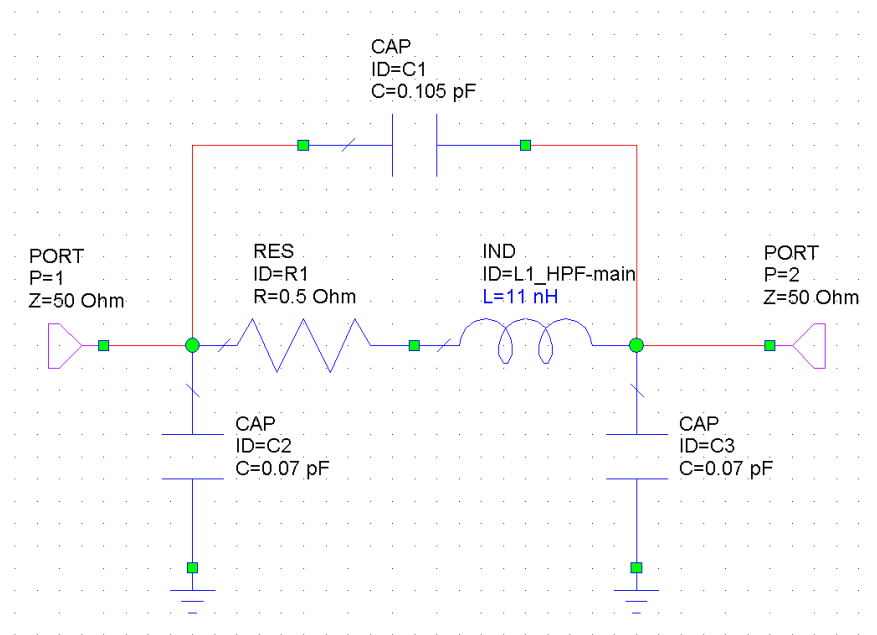 CAP
ID=C1
C=0.105 pF
PORT
P=1
Z=50 Ohm
RES
ID=R1
R=0.5 Ohm
IND
ID=L1_HPF-main
L=11 nH
PORT
P=2
Z=50 Ohm
CAP
ID=C2
C=0.07 pF
CAP
ID=C3
C=0.07 pF